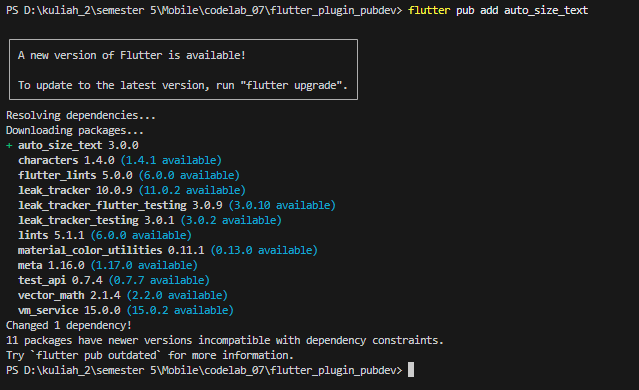 PS D:\kuliah_2\semester 5\Mobile\codelab_07\flutter_plugin_pubdev> flutter pub add auto_size_text
A new version of Flutter is available!
To update to the latest version, run "flutter upgrade".
Resolving dependencies...
Downloading packages...
+ auto_size_text 3.0.0
characters 1.4.0 (1.4.1 available)
flutter_lints 5.0.0 (6.0.0 available)
leak_tracker 10.0.9 (11.0.2 available)
leak_tracker_flutter_testing 3.0.9 (3.0.10 available)
leak_tracker_testing 3.0.1 (3.0.2 available)
lints 5.1.1 (6.0.0 available)
material_color_utilities 0.11.1 (0.13.0 available)
meta 1.16.0 (1.17.0 available)
test_api 0.7.4 (0.7.7 available)
vector_math 2.1.4 (2.2.0 available)
vm_service 15.0.0 (15.0.2 available)
Changed 1 dependency!
11 packages have newer versions incompatible with dependency constraints.
Try `flutter pub outdated` for more information.
PS D:\kuliah_2\semester 5\Mobile\codelab_07\flutter_plugin_pubdev>